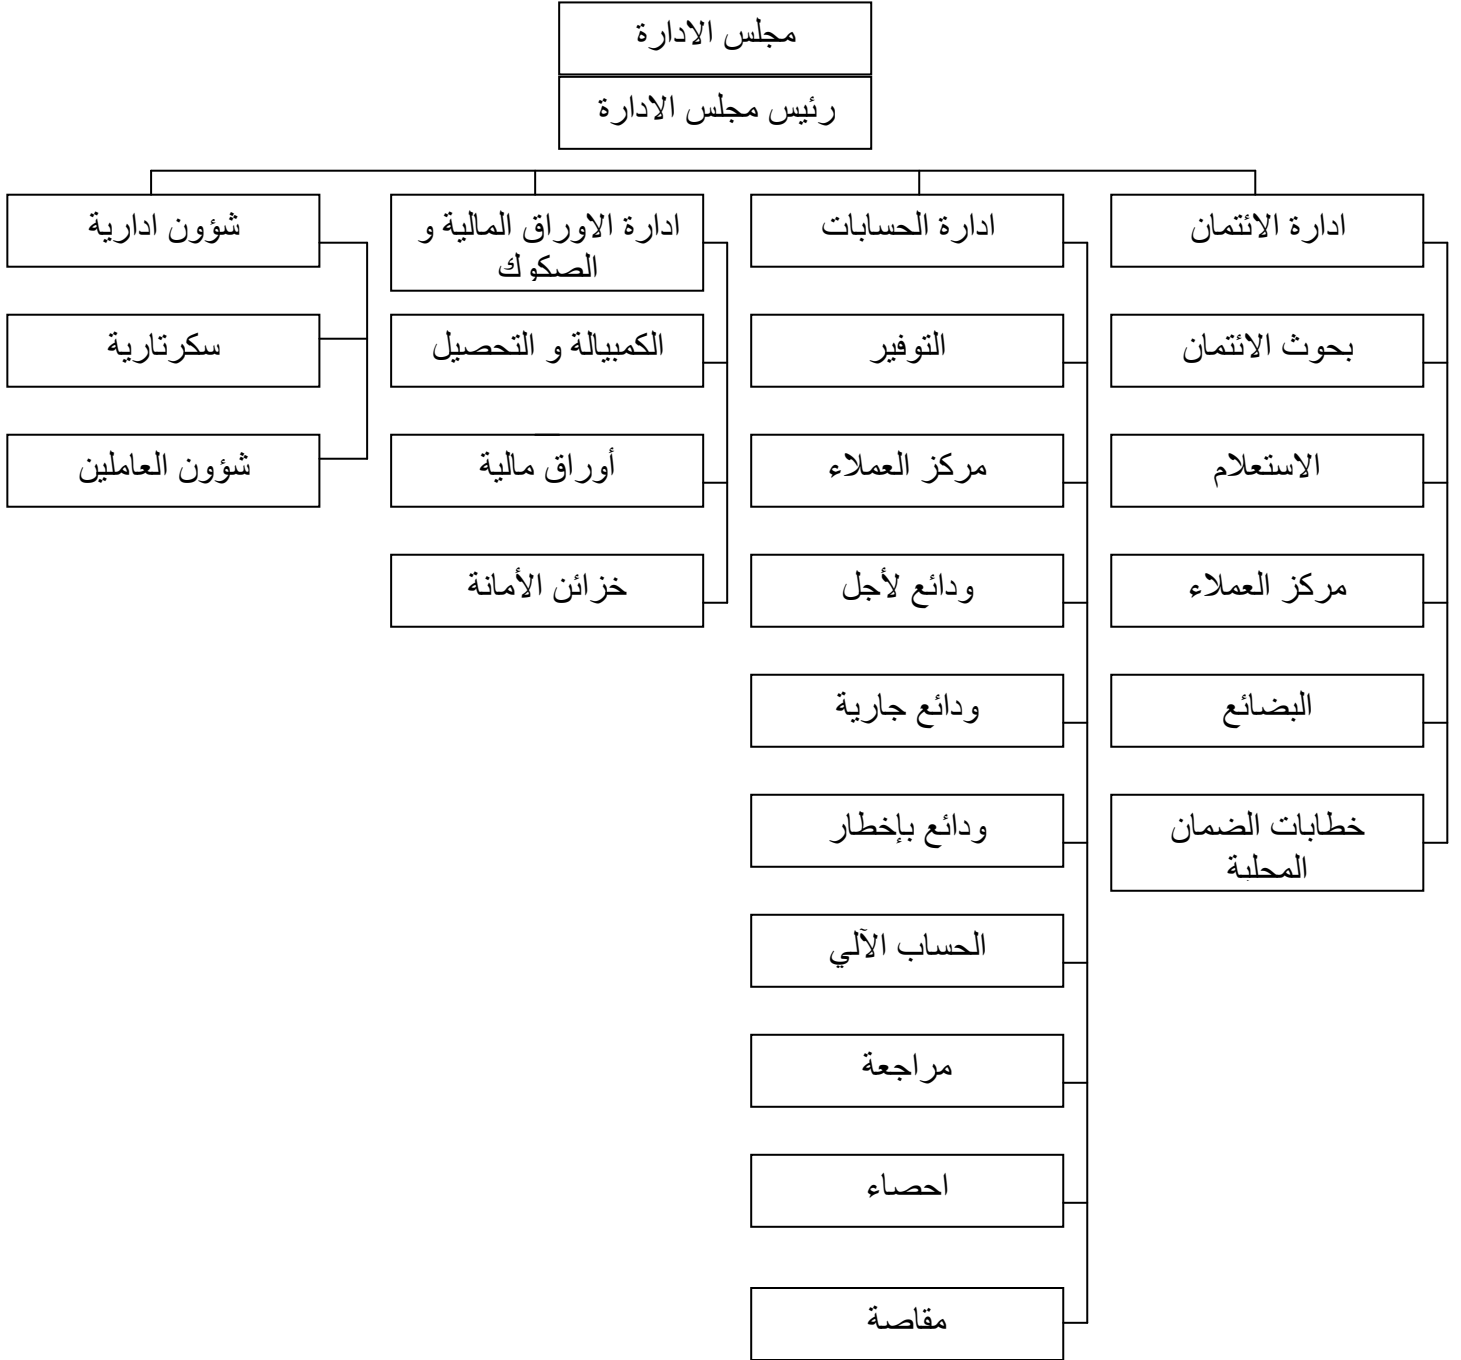 مجلس الادارة
رئيس مجلس الادارة
ادارة الائتمان
بحوث الائتمان
الاستعلام
مركز العملاء
البضائع
خطابات الضمان
المحلية
ادارة الحسابات
التوفير
مركز العملاء
ودائع لأجل
ودائع جارية
ودائع بإخطار
الحساب الآلي
مراجعة
احصاء
مقاصة
ادارة الاوراق المالية و
الصكوك
الكمبيالة و التحصيل
أوراق مالية
خزائن الأمانة
شؤون ادارية
سكرتارية
شؤون العاملين